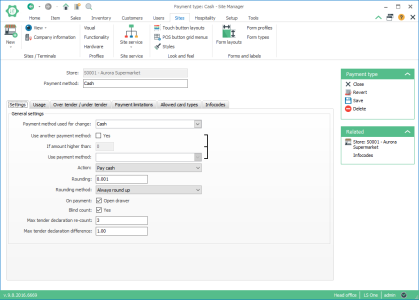 Payment type: Cash - Site Manager
Home Item Sales Inventory Customers Users Sites Hospitality Setup Tools
New
View
Company information
Sites / Terminals
Visual
Functionality
Hardware
Profiles
Site service
Site service
Touch button layouts
POS button grid menus
Styles
Look and feel
Form layouts
Form profiles
Form types
Forms and labels
Store: S0001 - Aurora Supermarket
Payment method: Cash
Settings Usage Over tender / under tender Payment limitations Allowed card types Infocodes
General settings
Payment method used for change: Cash
Use another payment method: Yes
If amount higher than: 0
Use payment method:
Action: Pay cash
Rounding: 0.001
Rounding method: Always round up
On payment: Open drawer
Blind count: Yes
Max tender declaration re-count: 3
Max tender declaration difference: 1.00
Payment type
Close
Revert
Save
Delete
Related
Store: S0001 - Aurora
Supermarket
Infocodes
Head office LS One admin